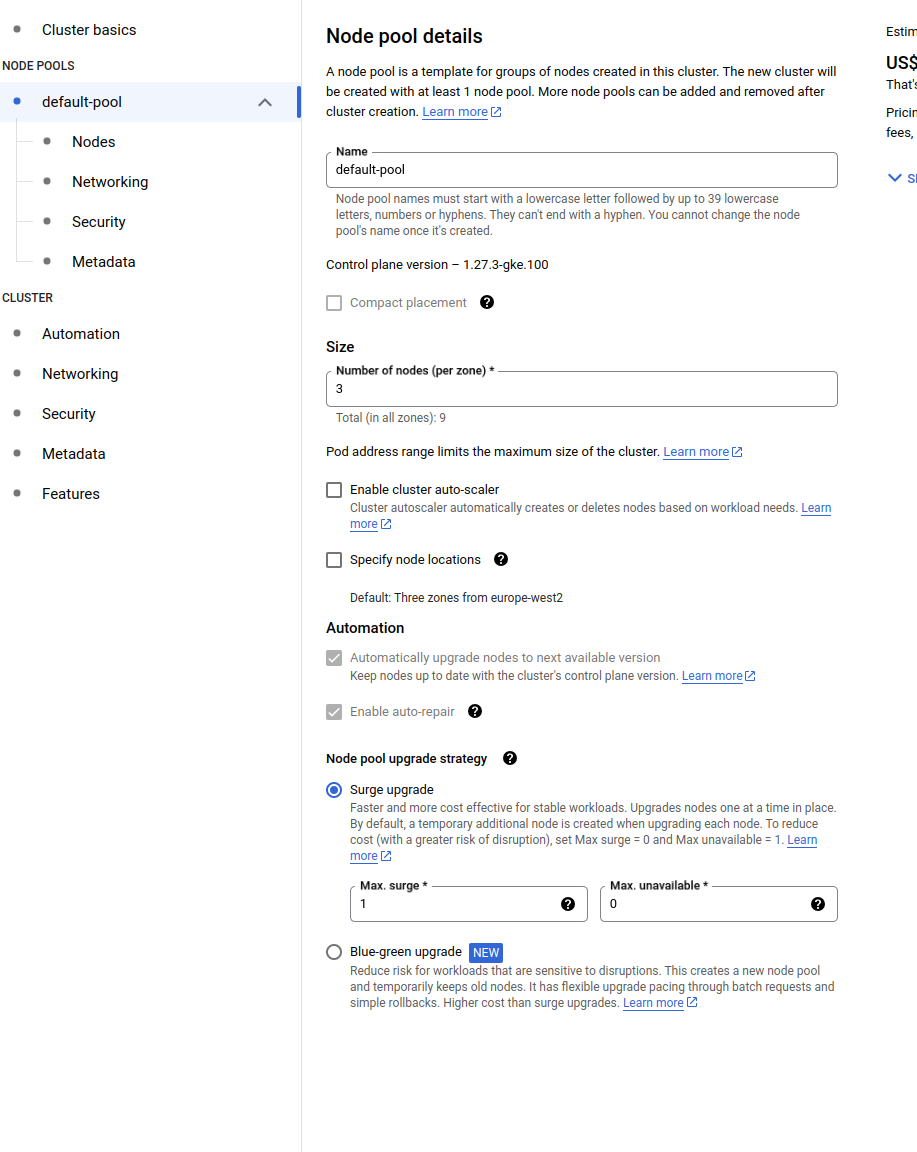 Cluster basics
NODE POOLS
default-pool
Nodes
Networking
Security
Metadata
CLUSTER
Automation
Networking
Security
Metadata
Features
Node pool details
A node pool is a template for groups of nodes created in this cluster. The new cluster will
be created with at least 1 node pool. More node pools can be added and removed after
cluster creation. Learn more
Name
default-pool
Node pool names must start with a lowercase letter followed by up to 39 lowercase
letters, numbers or hyphens. They can't end with a hyphen. You cannot change the node
pool's name once it's created.
Control plane version – 1.27.3-gke.100
Compact placement
Size
Number of nodes (per zone) *
3
Total (in all zones): 9
Pod address range limits the maximum size of the cluster. Learn more
Enable cluster auto-scaler
Cluster autoscaler automatically creates or deletes nodes based on workload needs. Learn
more
Specify node locations
Default: Three zones from europe-west2
Automation
Automatically upgrade nodes to next available version
Keep nodes up to date with the cluster's control plane version. Learn more
Enable auto-repair
Node pool upgrade strategy
Surge upgrade
Faster and more cost effective for stable workloads. Upgrades nodes one at a time in place.
By default, a temporary additional node is created when upgrading each node. To reduce
cost (with a greater risk of disruption), set Max surge = 0 and Max unavailable = 1. Learn
more
Max. surge *
1
Max. unavailable *
0
Blue-green upgrade NEW
Reduce risk for workloads that are sensitive to disruptions. This creates a new node pool
and temporarily keeps old nodes. It has flexible upgrade pacing through batch requests and
simple rollbacks. Higher cost than surge upgrades. Learn more
Estim
US$
That's
Pricin
fees,